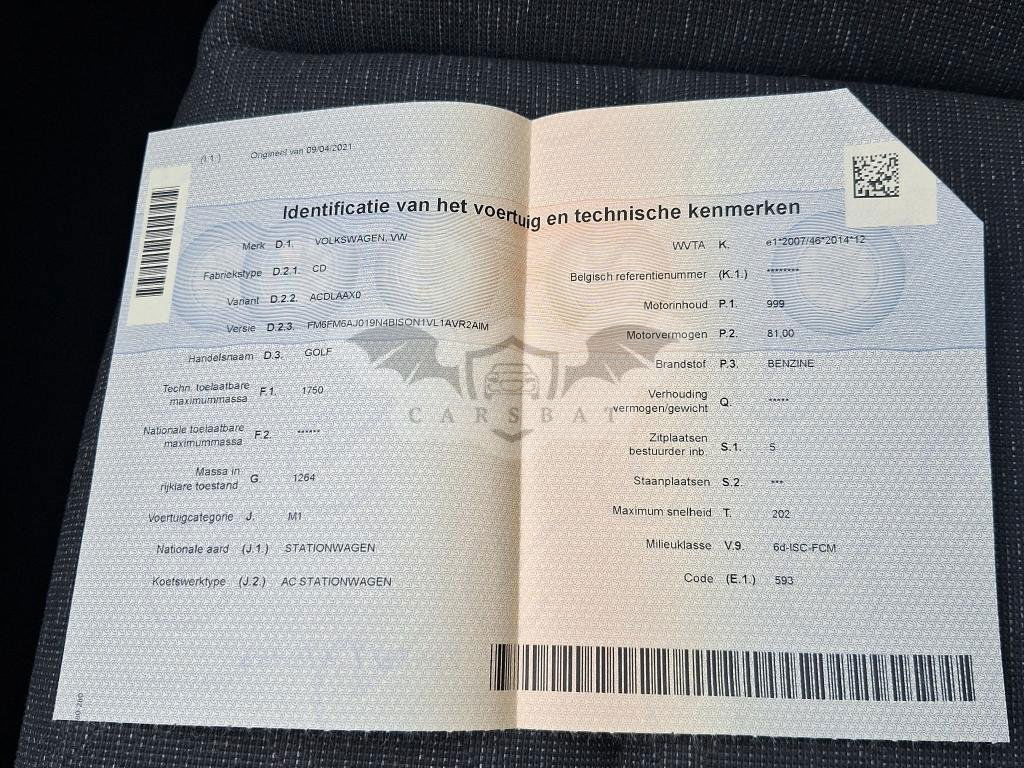 (I.1.) Origineel van 09/04/2021
Identificatie van het voertuig en technische kenmerken
Merk D.1. VOLKSWAGEN, VW
Fabriekstype D.2.1. CD
Variant D.2.2. ACDLAAX0
Versie D.2.3. FM6FM6AJ019N4BISON1VL1AVR2AIM
Handelsnaam D.3. GOLF
Techn. toelaatbare
maximummassa F.1. 1750
Nationale toelaatbare
maximummassa F.2. ******
Massa in
rijklare toestand G. 1264
Voertuigcategorie J. M1
Nationale aard (J.1.) STATIONWAGEN
Koetswerktype (J.2.) AC STATIONWAGEN
WVTA K. e1*2007/46*2014*12
Belgisch referentienummer (K.1.) ********
Motorinhoud P.1. 999
Motorvermogen P.2. 81,00
Brandstof P.3. BENZINE
Verhouding
vermogen/gewicht Q. *****
Zitplaatsen
bestuurder inb. S.1. 5
Staanplaatsen S.2. ***
Maximum snelheid T. 202
Milieuklasse V.9. 6d-ISC-FCM
Code (E.1.) 593
CARSBAT